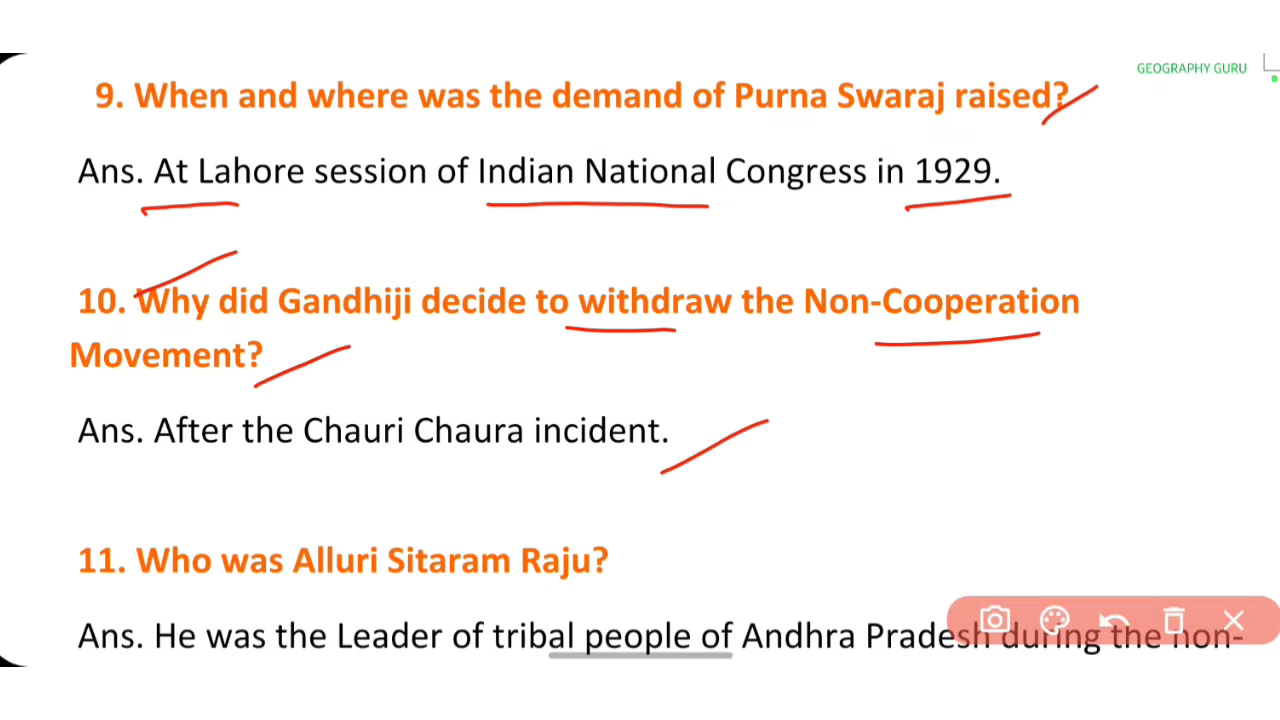 GEOGRAPHY GURU
9. When and where was the demand of Purna Swaraj raised?
Ans. At Lahore session of Indian National Congress in 1929.
10. Why did Gandhiji decide to withdraw the Non-Cooperation
Movement?
Ans. After the Chauri Chaura incident.
11. Who was Alluri Sitaram Raju?
Ans. He was the Leader of tribal people of Andhra Pradesh during the non-